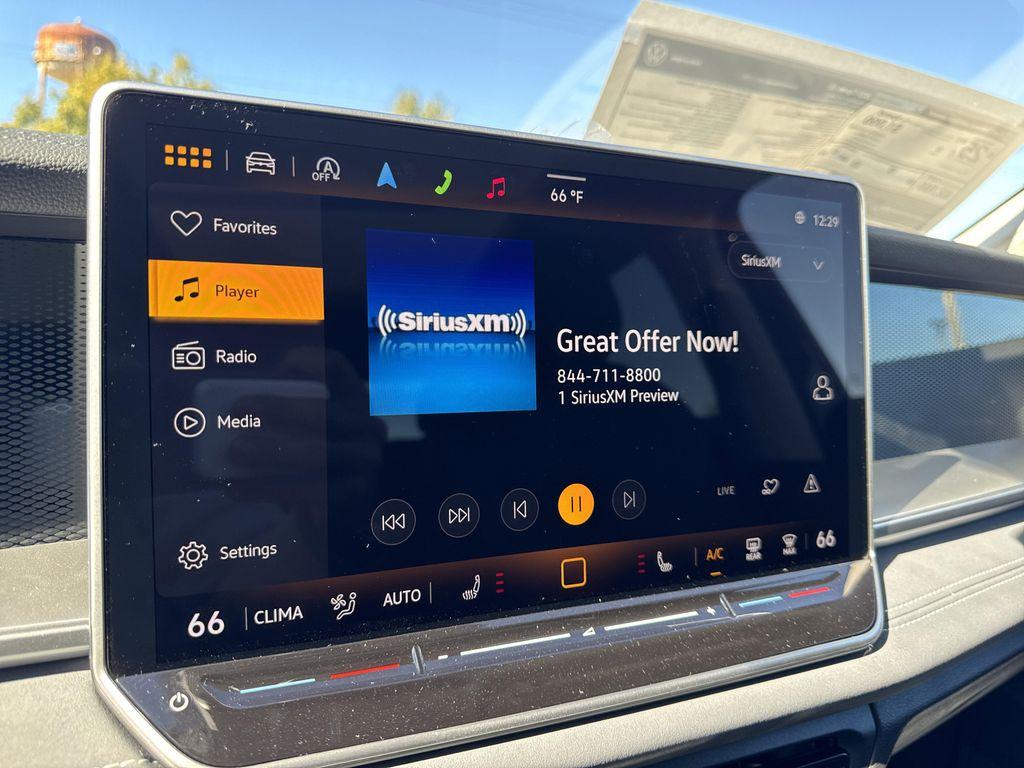 A
OFF
66 °F
12:29
Favorites
SiriusXM
Player
((SiriusXM))
Great Offer Now!
Radio
844-711-8800
1 SiriusXM Preview
Media
LIVE
Settings
66
CLIMA
AUTO
A/C
REAR
MAX
66